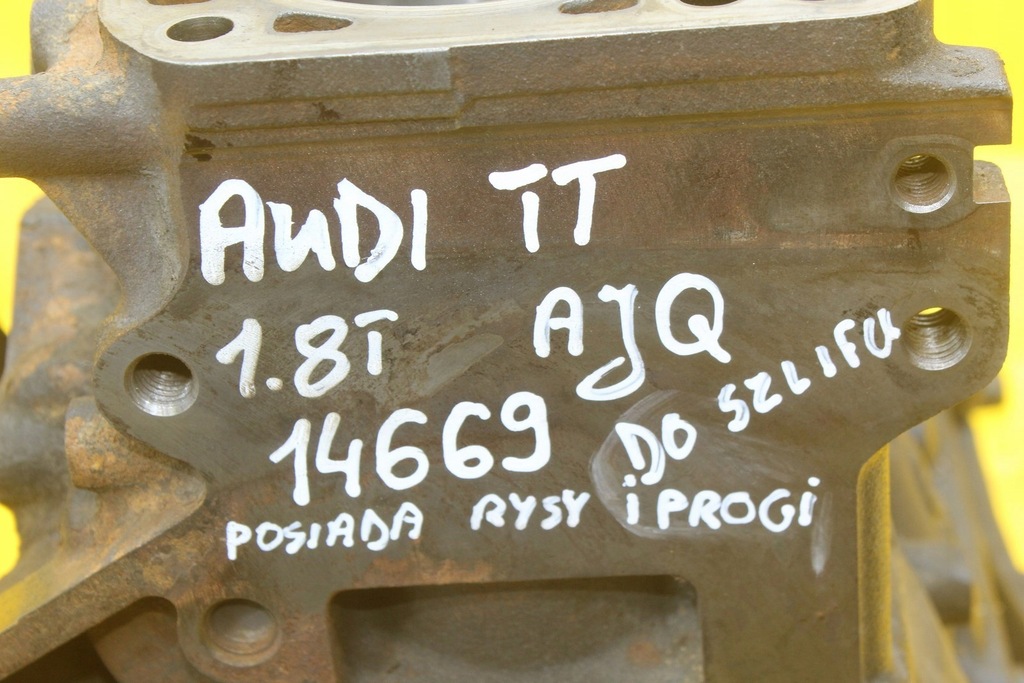 AUDI TT
1.8T AJQ
14669 DO SZLIFU
POSIADA RYSY i PROGi